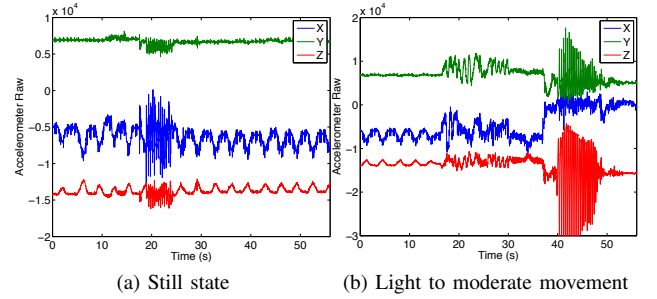 x 10^4
1
0.5
0
-0.5
-1
-1.5
-2
Accelerometer Raw
X
Y
Z
0 10 20 30 40 50
Time (s)
(a) Still state
x 10^4
2
1
0
-1
-2
-3
Accelerometer Raw
X
Y
Z
0 10 20 30 40 50
Time (s)
(b) Light to moderate movement